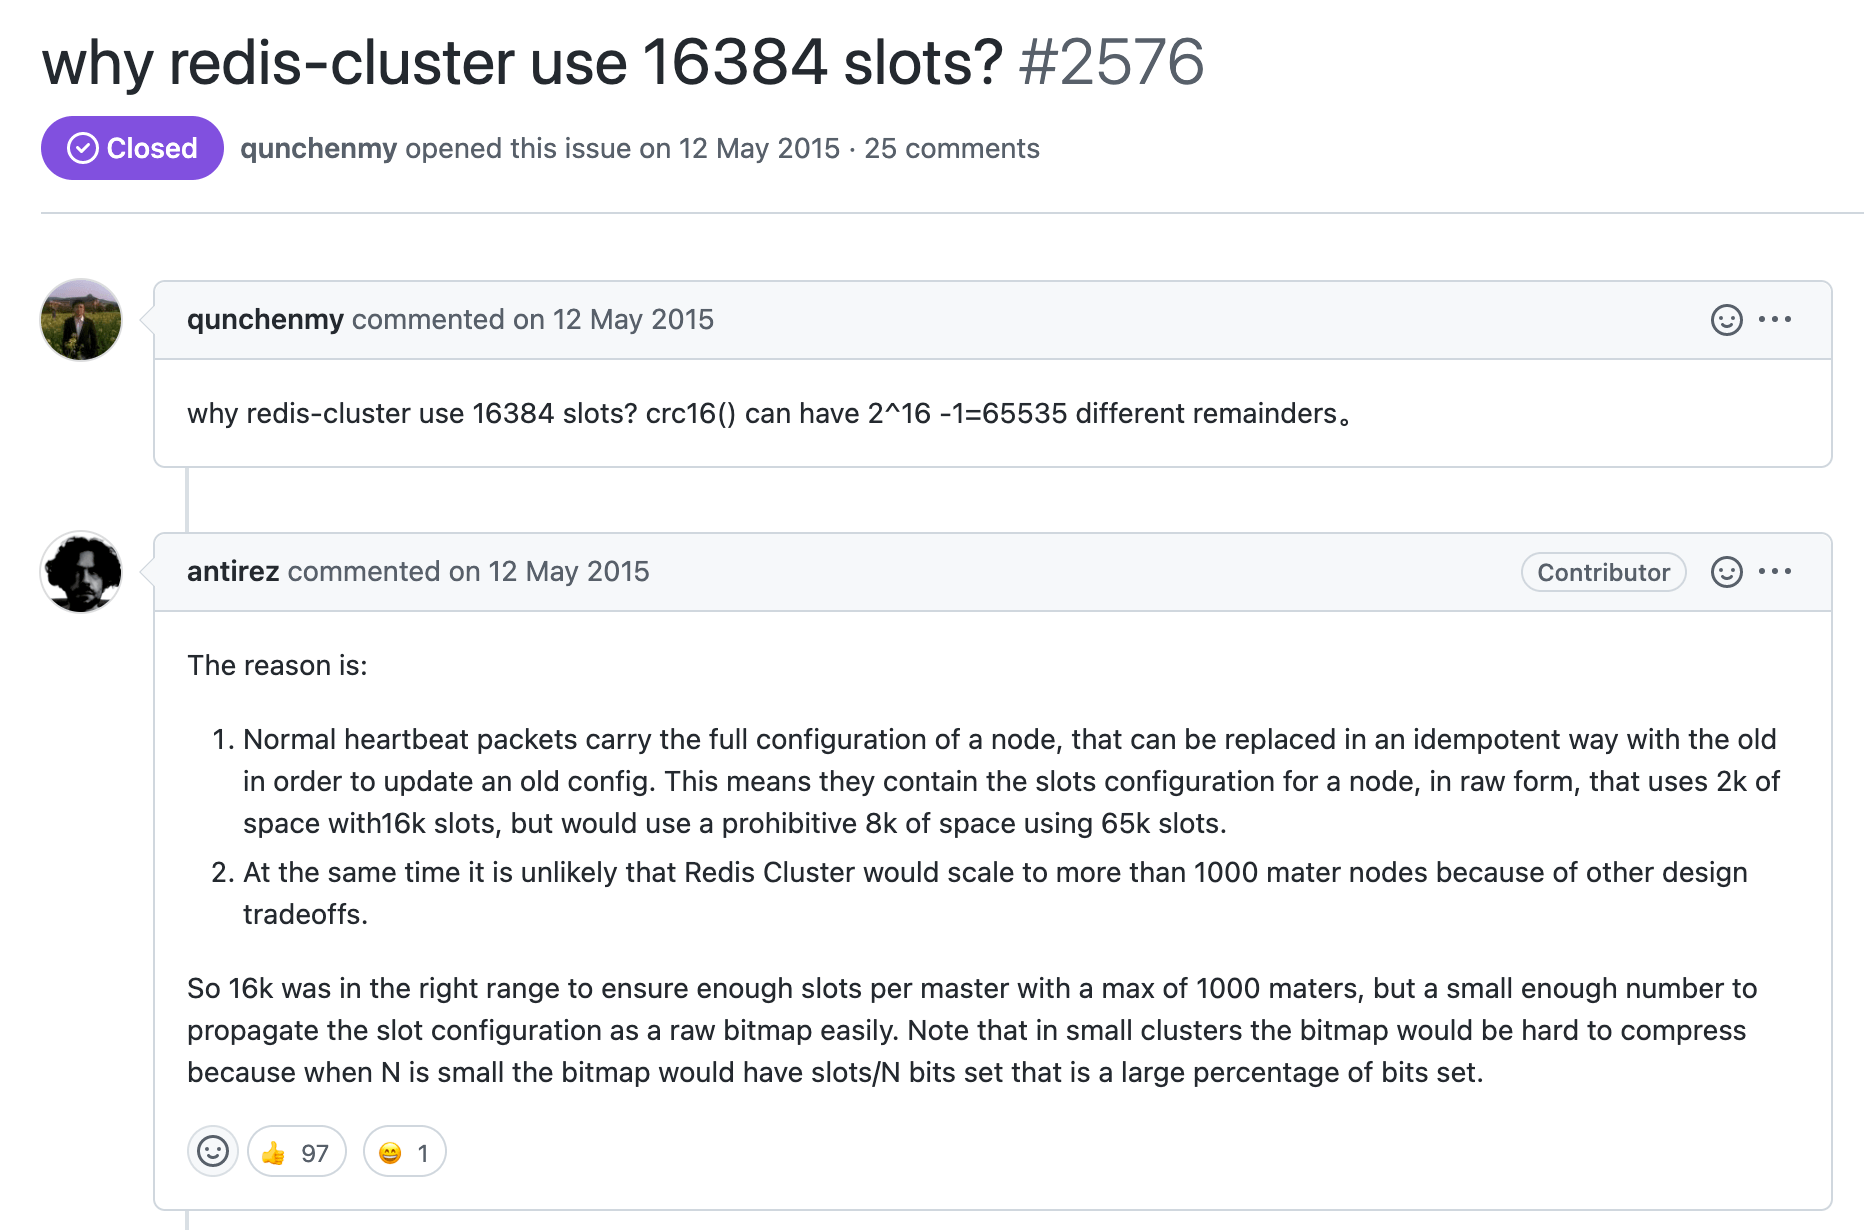 why redis-cluster use 16384 slots? #2576
Closed qunchenmy opened this issue on 12 May 2015 · 25 comments
qunchenmy commented on 12 May 2015
why redis-cluster use 16384 slots? crc16() can have 2^16 -1=65535 different remainders。
antirez commented on 12 May 2015 Contributor
The reason is:
1. Normal heartbeat packets carry the full configuration of a node, that can be replaced in an idempotent way with the old
in order to update an old config. This means they contain the slots configuration for a node, in raw form, that uses 2k of
space with16k slots, but would use a prohibitive 8k of space using 65k slots.
2. At the same time it is unlikely that Redis Cluster would scale to more than 1000 mater nodes because of other design
tradeoffs.
So 16k was in the right range to ensure enough slots per master with a max of 1000 maters, but a small enough number to
propagate the slot configuration as a raw bitmap easily. Note that in small clusters the bitmap would be hard to compress
because when N is small the bitmap would have slots/N bits set that is a large percentage of bits set.
👍 97 😄 1